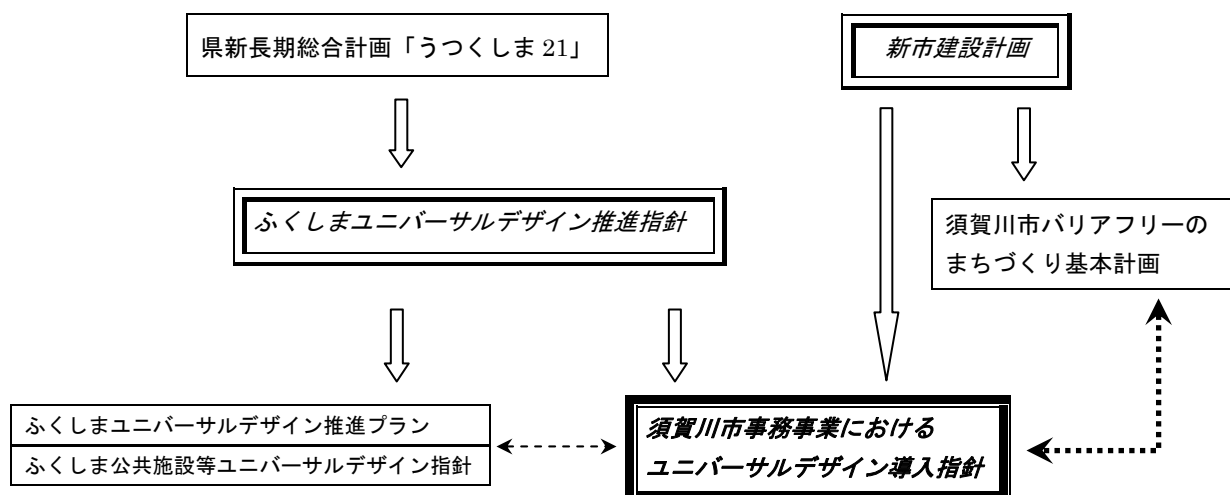 県新長期総合計画「うつくしま 21」
新市建設計画
ふくしまユニバーサルデザイン推進指針
須賀川市バリアフリーの
まちづくり基本計画
ふくしまユニバーサルデザイン推進プラン
ふくしま公共施設等ユニバーサルデザイン指針
須賀川市事務事業における
ユニバーサルデザイン導入指針